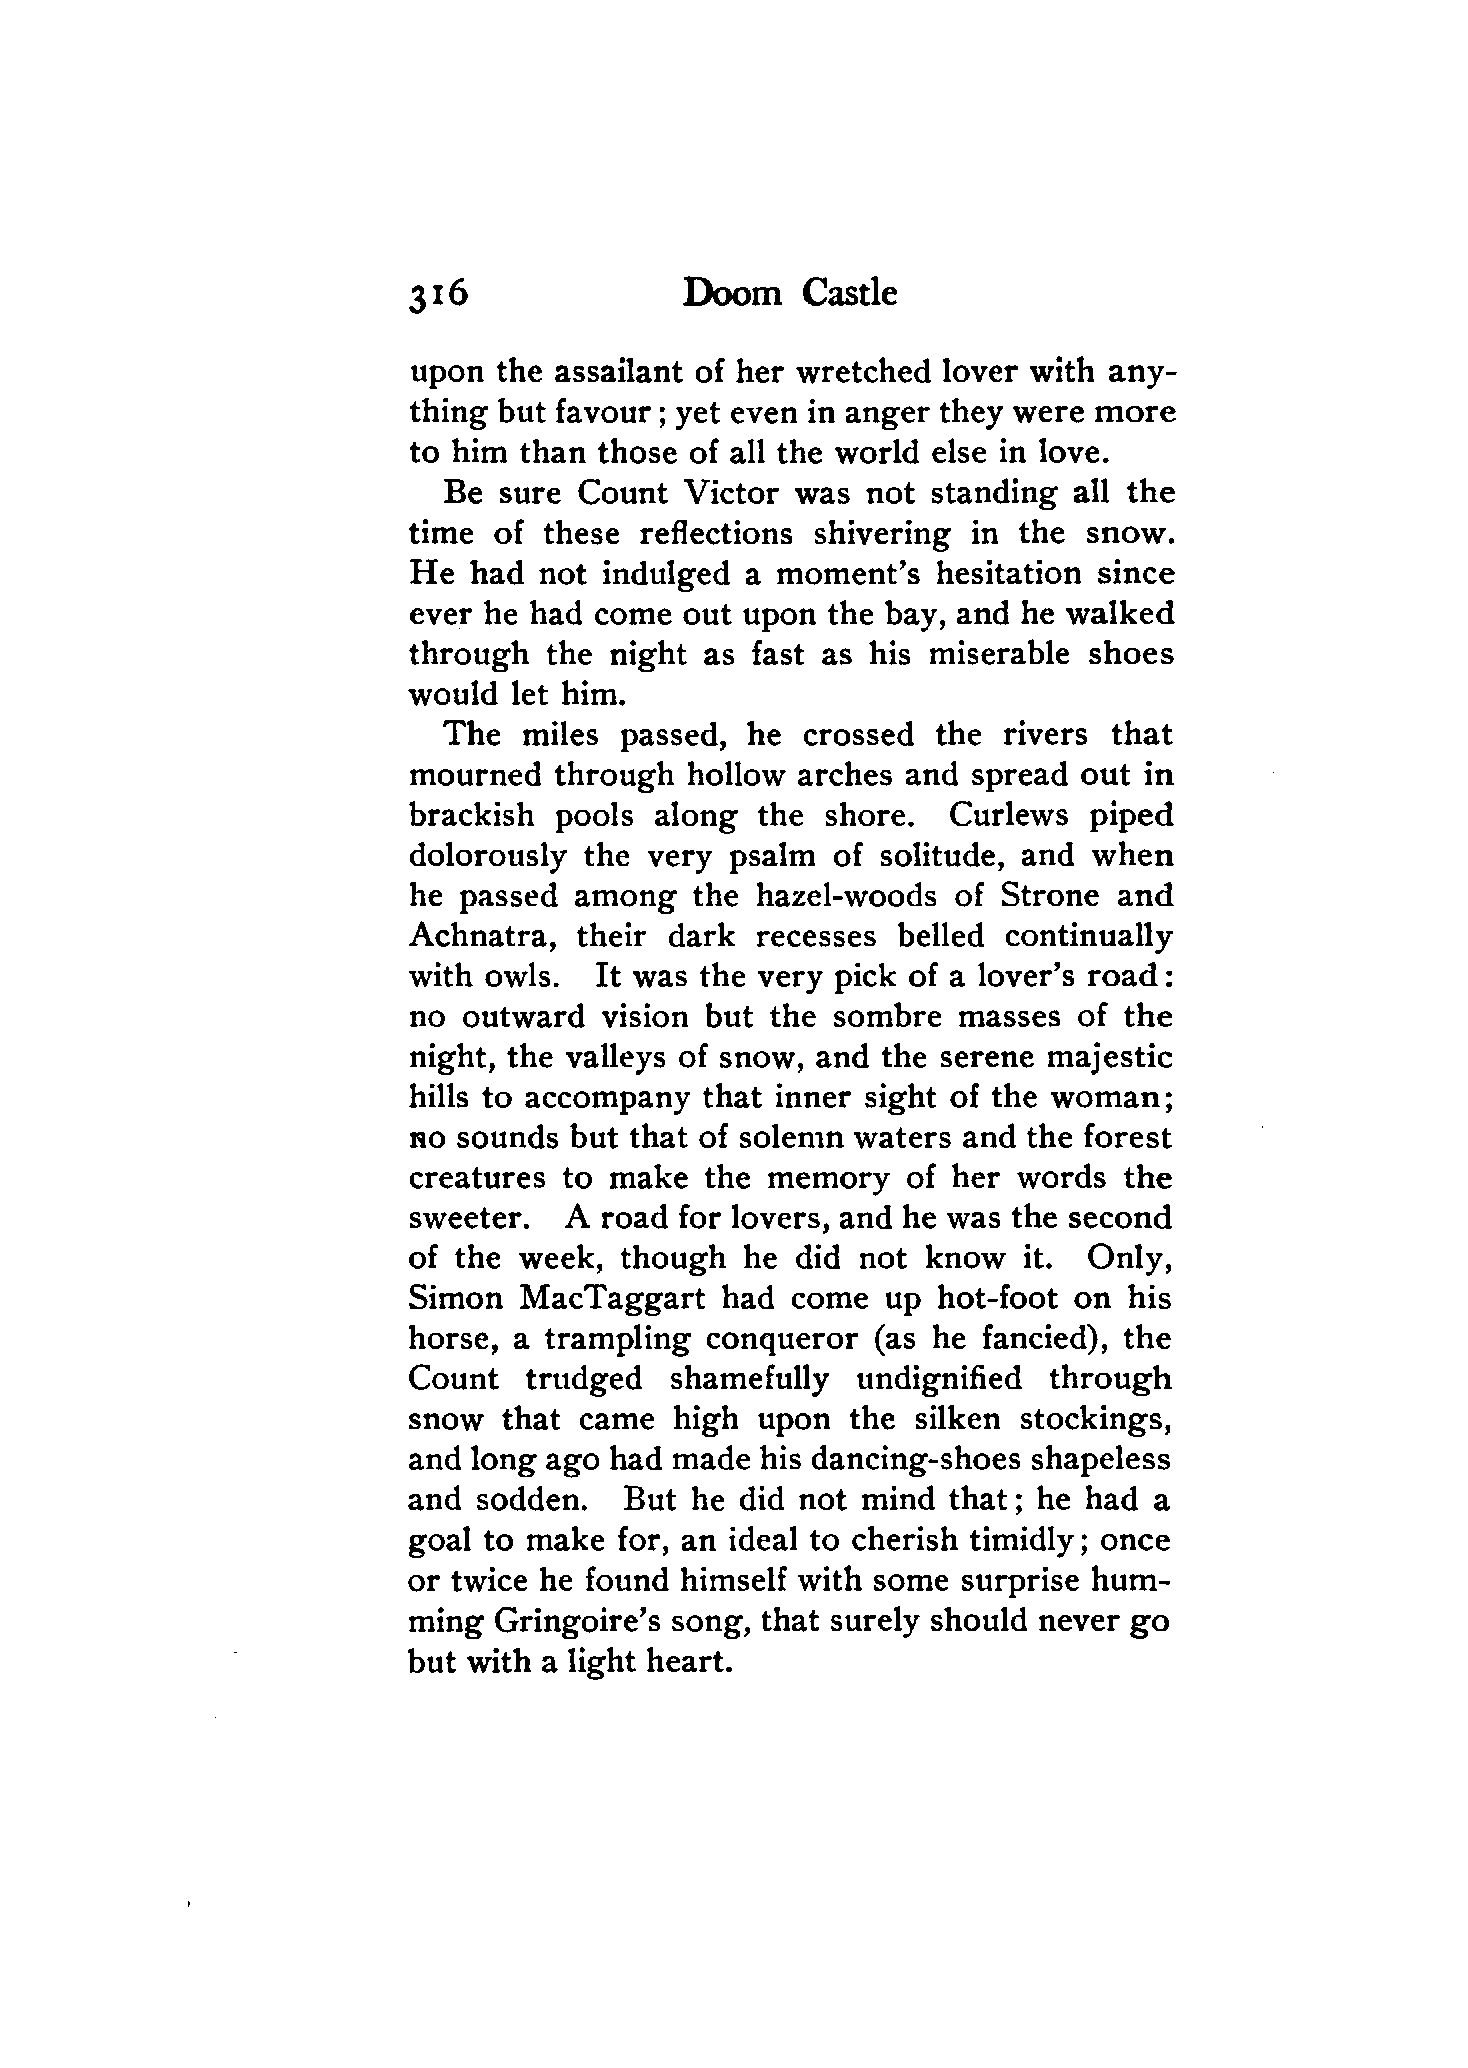 316 Doom Castle
upon the assailant of her wretched lover with any-
thing but favour; yet even in anger they were more
to him than those of all the world else in love.
Be sure Count Victor was not standing all the
time of these reflections shivering in the snow.
He had not indulged a moment's hesitation since
ever he had come out upon the bay, and he walked
through the night as fast as his miserable shoes
would let him.
The miles passed, he crossed the rivers that
mourned through hollow arches and spread out in
brackish pools along the shore. Curlews piped
dolorously the very psalm of solitude, and when
he passed among the hazel-woods of Strone and
Achnatra, their dark recesses belled continually
with owls. It was the very pick of a lover's road:
no outward vision but the sombre masses of the
night, the valleys of snow, and the serene majestic
hills to accompany that inner sight of the woman;
no sounds but that of solemn waters and the forest
creatures to make the memory of her words the
sweeter. A road for lovers, and he was the second
of the week, though he did not know it. Only,
Simon MacTaggart had come up hot-foot on his
horse, a trampling conqueror (as he fancied), the
Count trudged shamefully undignified through
snow that came high upon the silken stockings,
and long ago had made his dancing-shoes shapeless
and sodden. But he did not mind that; he had a
goal to make for, an ideal to cherish timidly; once
or twice he found himself with some surprise hum-
ming Gringoire's song, that surely should never go
but with a light heart.